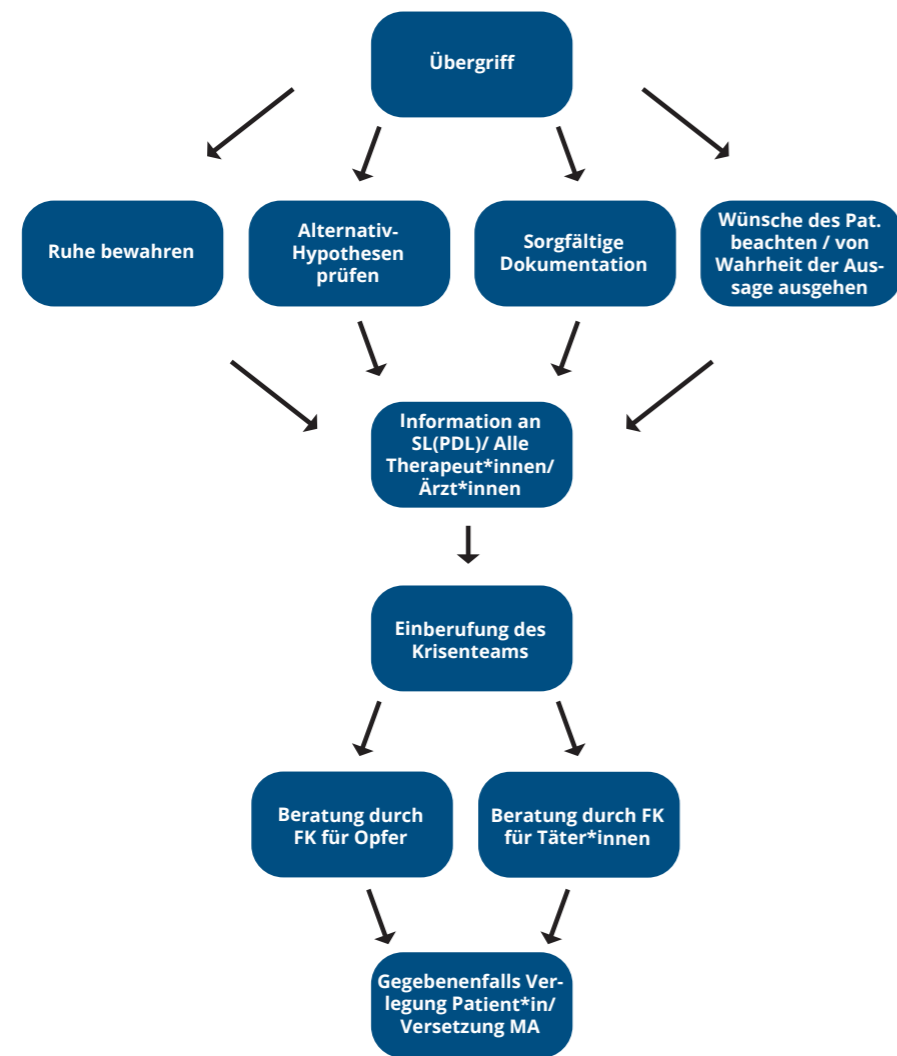 Übergriff
Ruhe bewahren
Alternativ-
Hypothesen
prüfen
Sorgfältige
Dokumentation
Wünsche des Pat.
beachten / von
Wahrheit der Aus-
sage ausgehen
Information an
SL(PDL)/ Alle
Therapeut*innen/
Ärzt*innen
Einberufung des
Krisenteams
Beratung durch
FK für Opfer
Beratung durch FK
für Täter*innen
Gegebenenfalls Ver-
legung Patient*in/
Versetzung MA